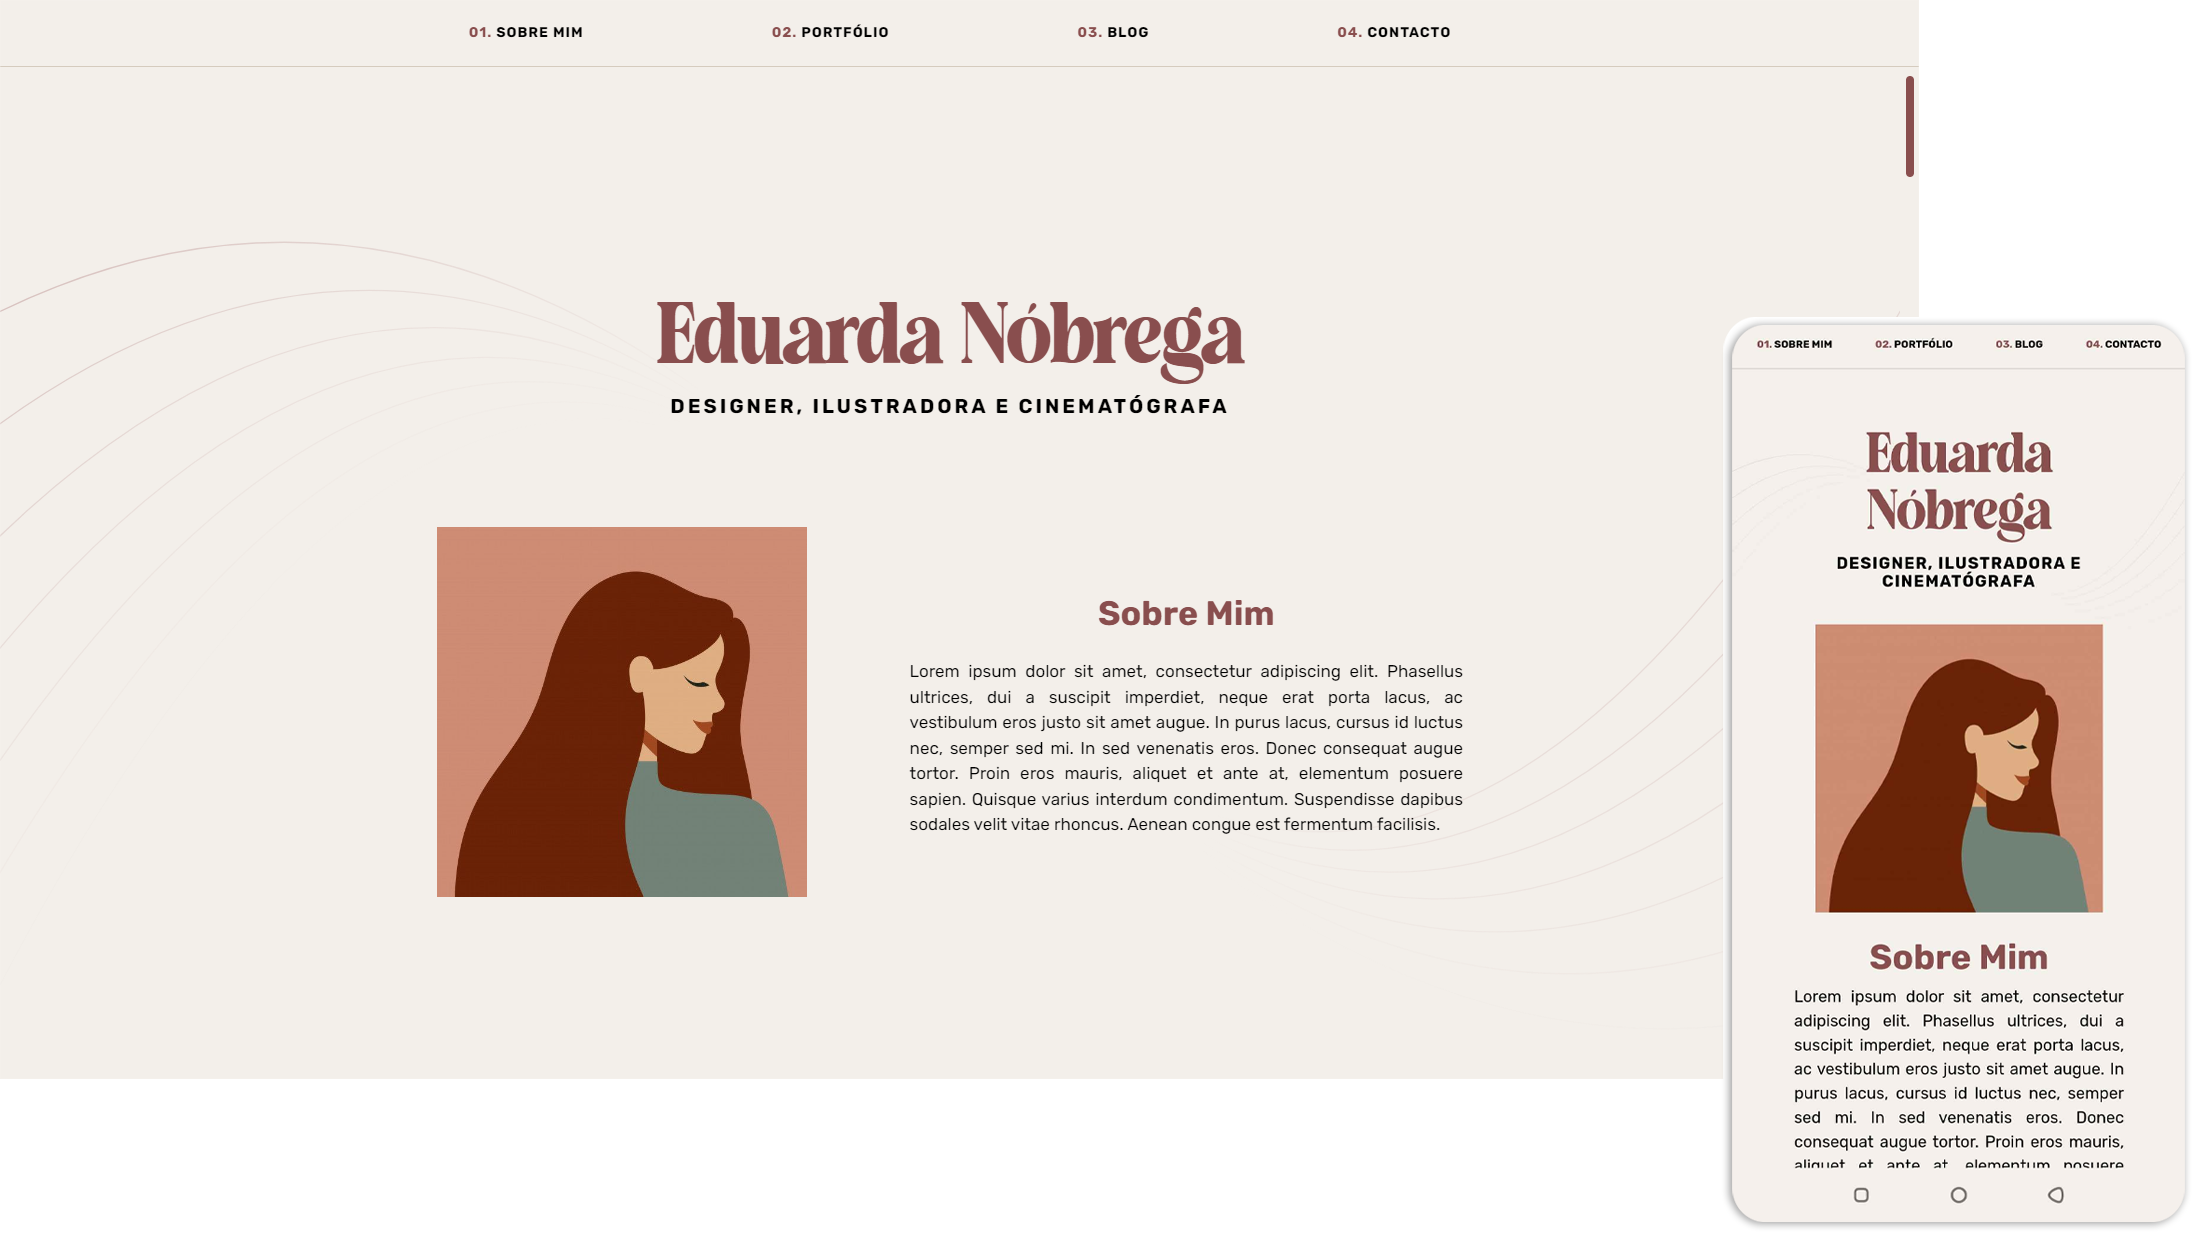 01. SOBRE MIM
02. PORTFÓLIO
03. BLOG
04. CONTACTO
Eduarda Nóbrega
DESIGNER, ILUSTRADORA E CINEMATÓGRAFA
Sobre Mim
Lorem ipsum dolor sit amet, consectetur adipiscing elit. Phasellus
ultrices, dui a suscipit imperdiet, neque erat porta lacus, ac
vestibulum eros justo sit amet augue. In purus lacus, cursus id luctus
nec, semper sed mi. In sed venenatis eros. Donec consequat augue
tortor. Proin eros mauris, aliquet et ante at, elementum posuere
sapien. Quisque varius interdum condimentum. Suspendisse dapibus
sodales velit vitae rhoncus. Aenean congue est fermentum facilisis.
01. SOBRE MIM
02. PORTFÓLIO
03. BLOG
04. CONTACTO
Eduarda
Nóbrega
DESIGNER, ILUSTRADORA E
CINEMATÓGRAFA
Sobre Mim
Lorem ipsum dolor sit amet, consectetur
adipiscing elit. Phasellus ultrices, dui a
suscipit imperdiet, neque erat porta lacus,
ac vestibulum eros justo sit amet augue. In
purus lacus, cursus id luctus nec, semper
sed mi. In sed venenatis eros. Donec
consequat augue tortor. Proin eros mauris,
aliquet et ante at, elementum posuere